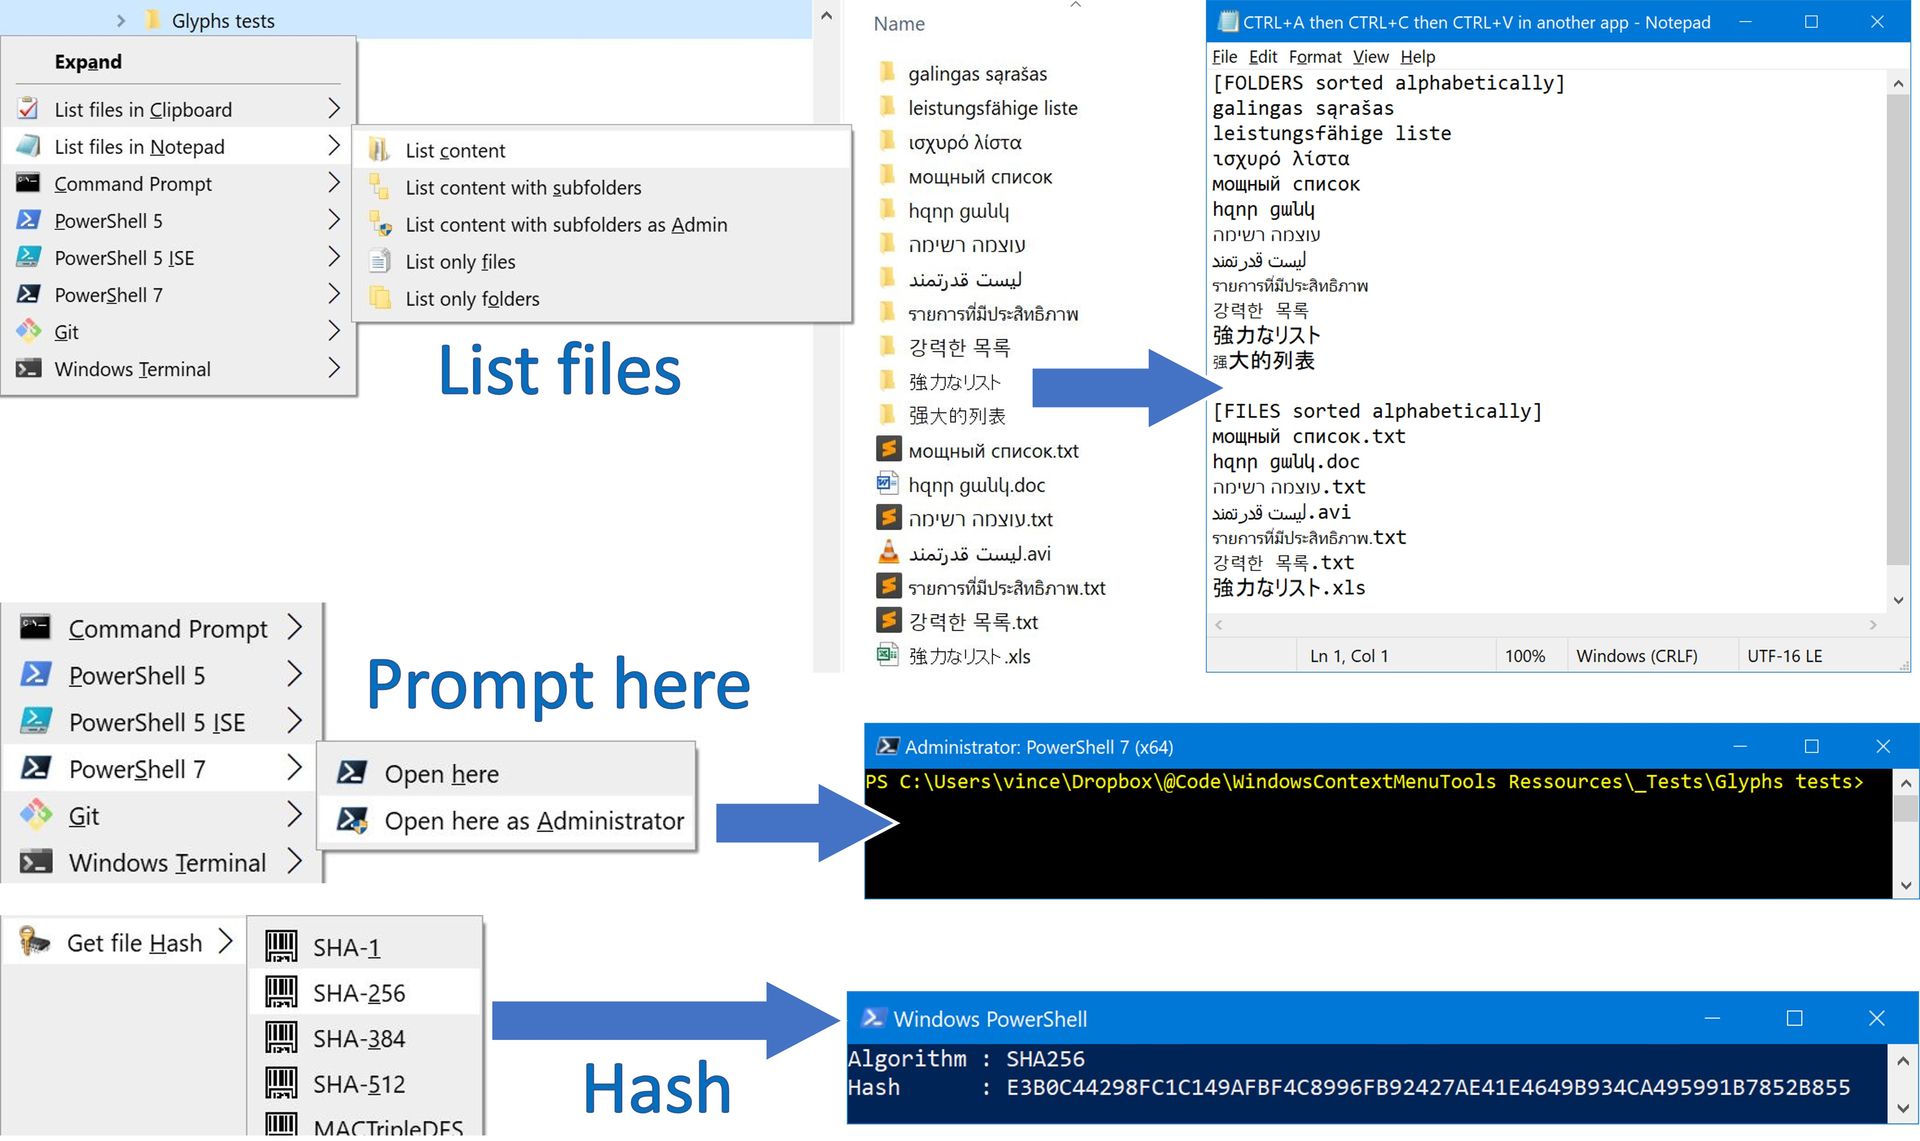 Glyphs tests
Expand
List files in Clipboard
List files in Notepad
Command Prompt
PowerShell 5
PowerShell 5 ISE
PowerShell 7
Git
Windows Terminal
List content
List content with subfolders
List content with subfolders as Admin
List only files
List only folders
List files
Name
galingas sąrašas
leistungsfähige liste
ισχυρό λίστα
мощный список
հզոր ցանկ
עוצמה רשימה
لیست قدرتمند
รายการที่มีประสิทธิภาพ
강력한 목록
強力なリスト
强大的列表
мощный список.txt
հզոր ցանկ.doc
עוצמה רשימה.txt
لیست قدرتمند.avi
รายการที่มีประสิทธิภาพ.txt
강력한 목록.txt
強力なリスト.xls
CTRL+A then CTRL+C then CTRL+V in another app - Notepad
File Edit Format View Help
[FOLDERS sorted alphabetically]
galingas sąrašas
leistungsfähige liste
ισχυρό λίστα
мощный список
հզոր ցանկ
עוצמה רשימה
لیست قدرتمند
รายการที่มีประสิทธิภาพ
강력한 목록
強力なリスト
强大的列表
[FILES sorted alphabetically]
мощный список.txt
հզոր ցանկ.doc
עוצמה רשימה.txt
لیست قدرتمند.avi
รายการที่มีประสิทธิภาพ.txt
강력한 목록.txt
強力なリスト.xls
Ln 1, Col 1 100% Windows (CRLF) UTF-16 LE
Command Prompt
PowerShell 5
PowerShell 5 ISE
PowerShell 7
Git
Windows Terminal
Prompt here
Open here
Open here as Administrator
Administrator: PowerShell 7 (x64)
PS C:\Users\vince\Dropbox\@Code\WindowsContextMenuTools Ressources\_Tests\Glyphs tests>
Get file Hash
SHA-1
SHA-256
SHA-384
SHA-512
MACTripleDES
Hash
Windows PowerShell
Algorithm : SHA256
Hash : E3B0C44298FC1C149AFBF4C8996FB92427AE41E4649B934CA495991B7852B855